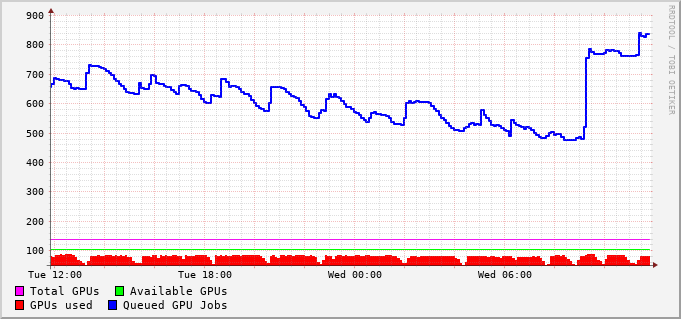 900
800
700
600
500
400
300
200
100
Tue 12:00 Tue 18:00 Wed 00:00 Wed 06:00
Total GPUs Available GPUs
GPUs used Queued GPU Jobs
RRDTOOL / TOBI OETIKER